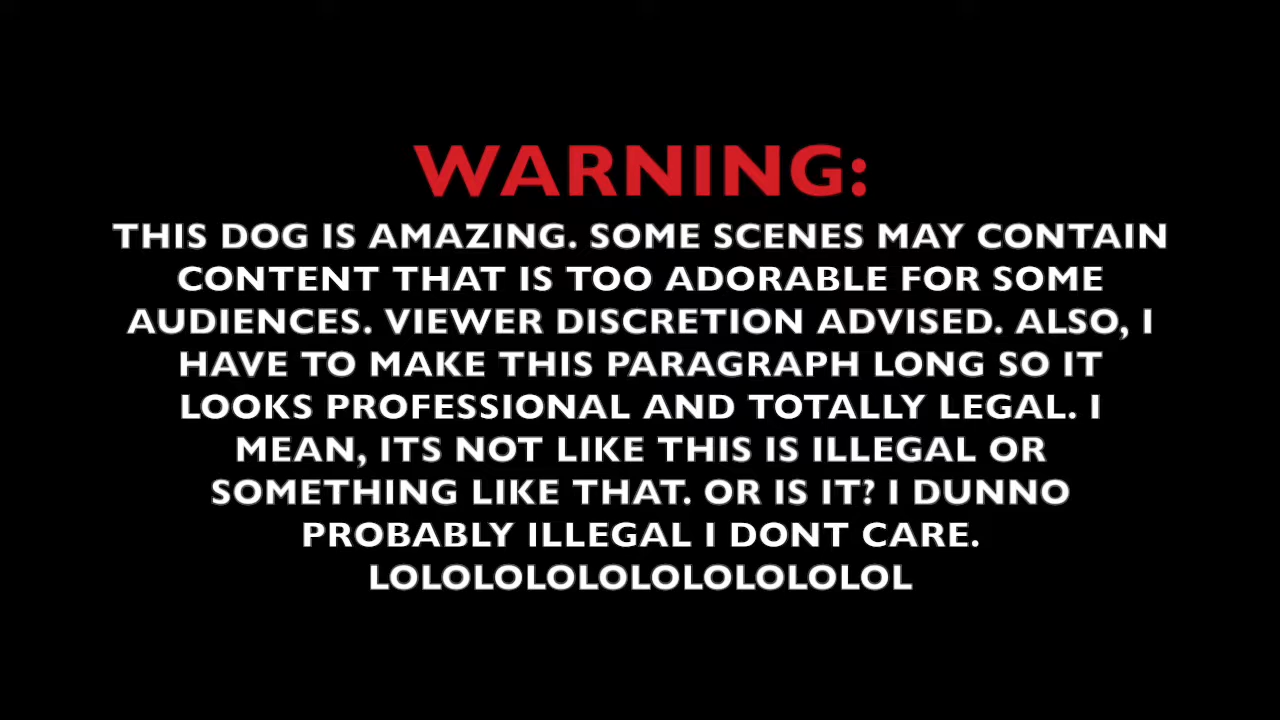 WARNING:
THIS DOG IS AMAZING. SOME SCENES MAY CONTAIN
CONTENT THAT IS TOO ADORABLE FOR SOME
AUDIENCES. VIEWER DISCRETION ADVISED. ALSO, I
HAVE TO MAKE THIS PARAGRAPH LONG SO IT
LOOKS PROFESSIONAL AND TOTALLY LEGAL. I
MEAN, ITS NOT LIKE THIS IS ILLEGAL OR
SOMETHING LIKE THAT. OR IS IT? I DUNNO
PROBABLY ILLEGAL I DONT CARE.
LOLOLOLOLOLOLOLOLOLOL